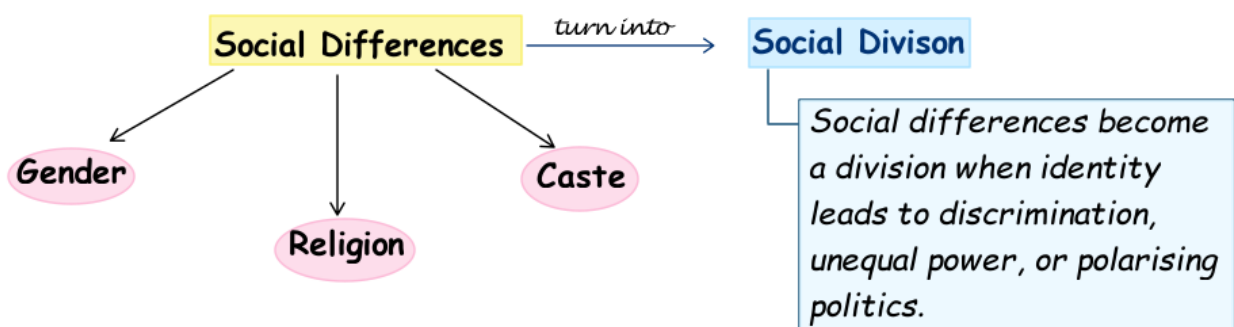 Social Differences
turn into
Social Divison
Social differences become
a division when identity
leads to discrimination,
unequal power, or polarising
politics.
Gender
Religion
Caste